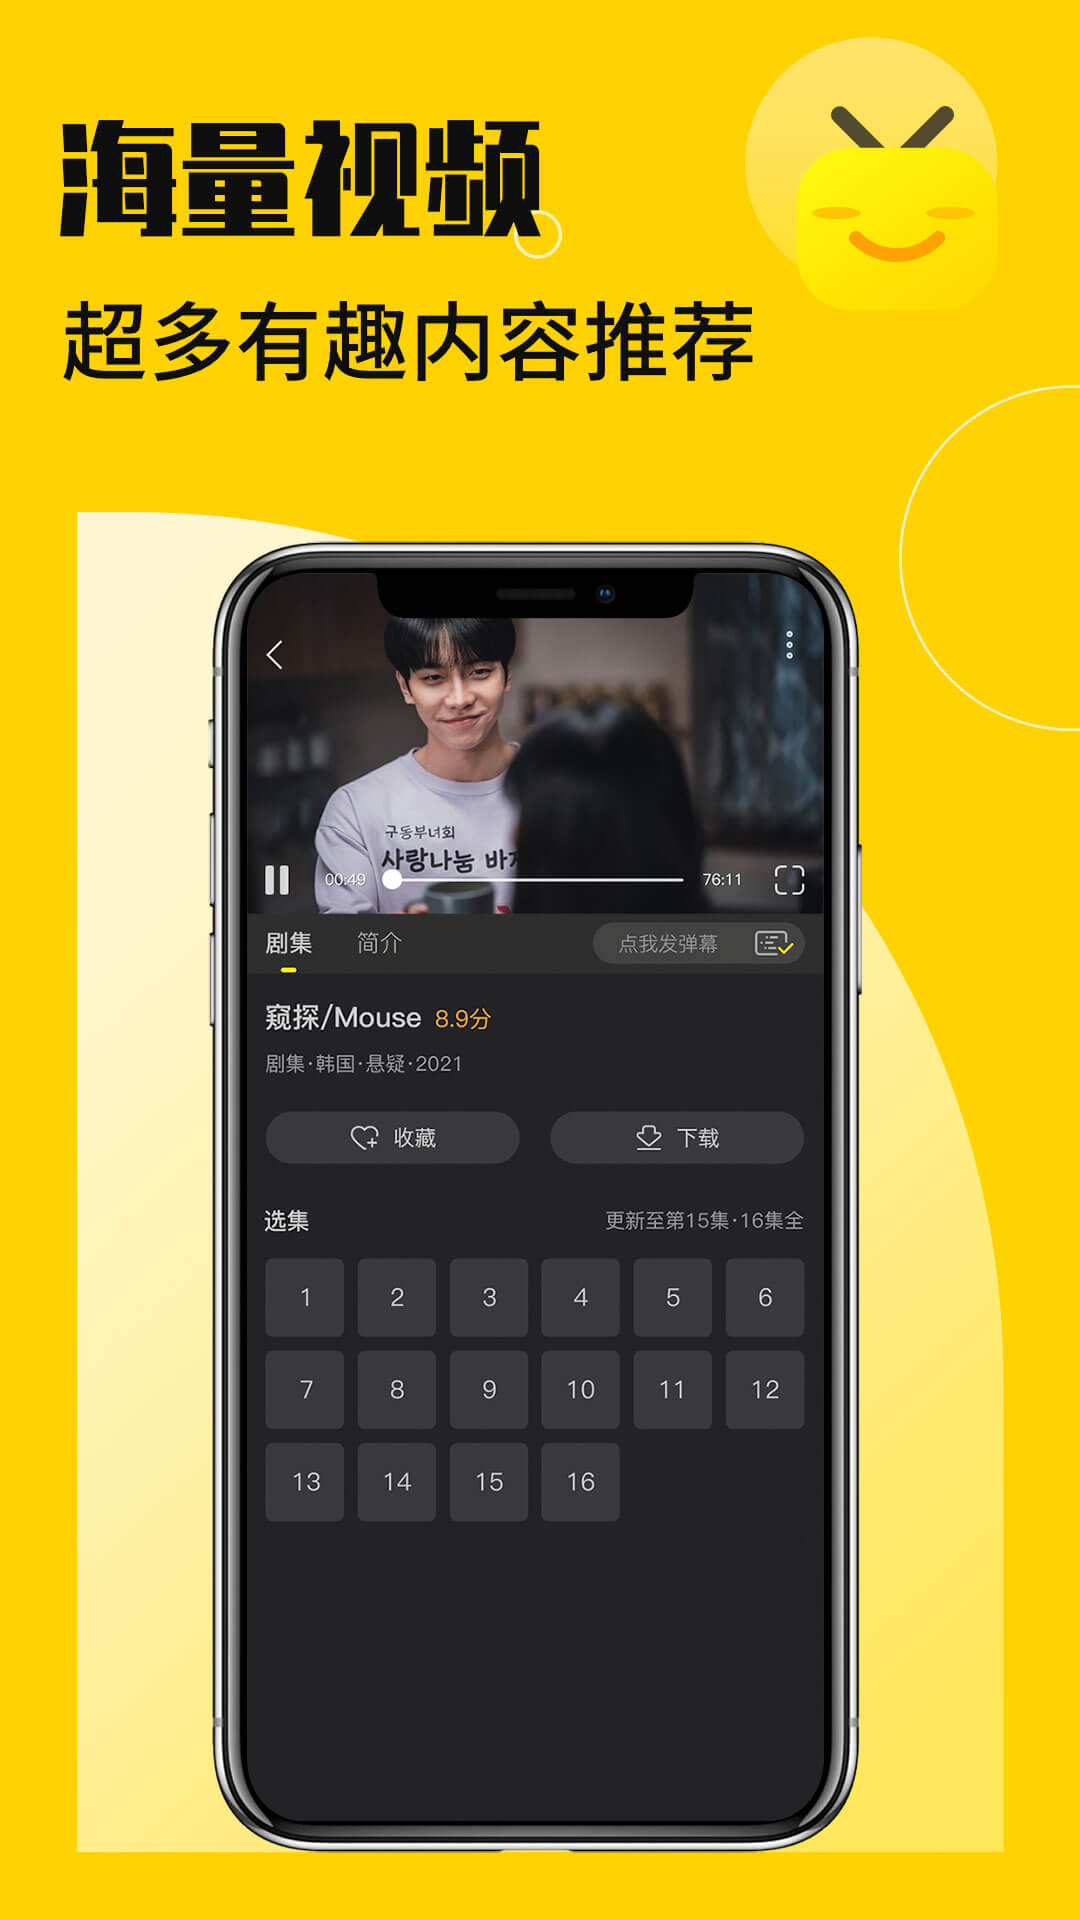 海量视频
超多有趣内容推荐
구동부녀회
사랑나눔 바
00:49
76:11
剧集
简介
点我发弹幕
窥探/Mouse 8.9分
剧集·韩国·悬疑·2021
收藏
下载
选集
更新至第15集·16集全
1 2 3 4 5 6
7 8 9 10 11 12
13 14 15 16